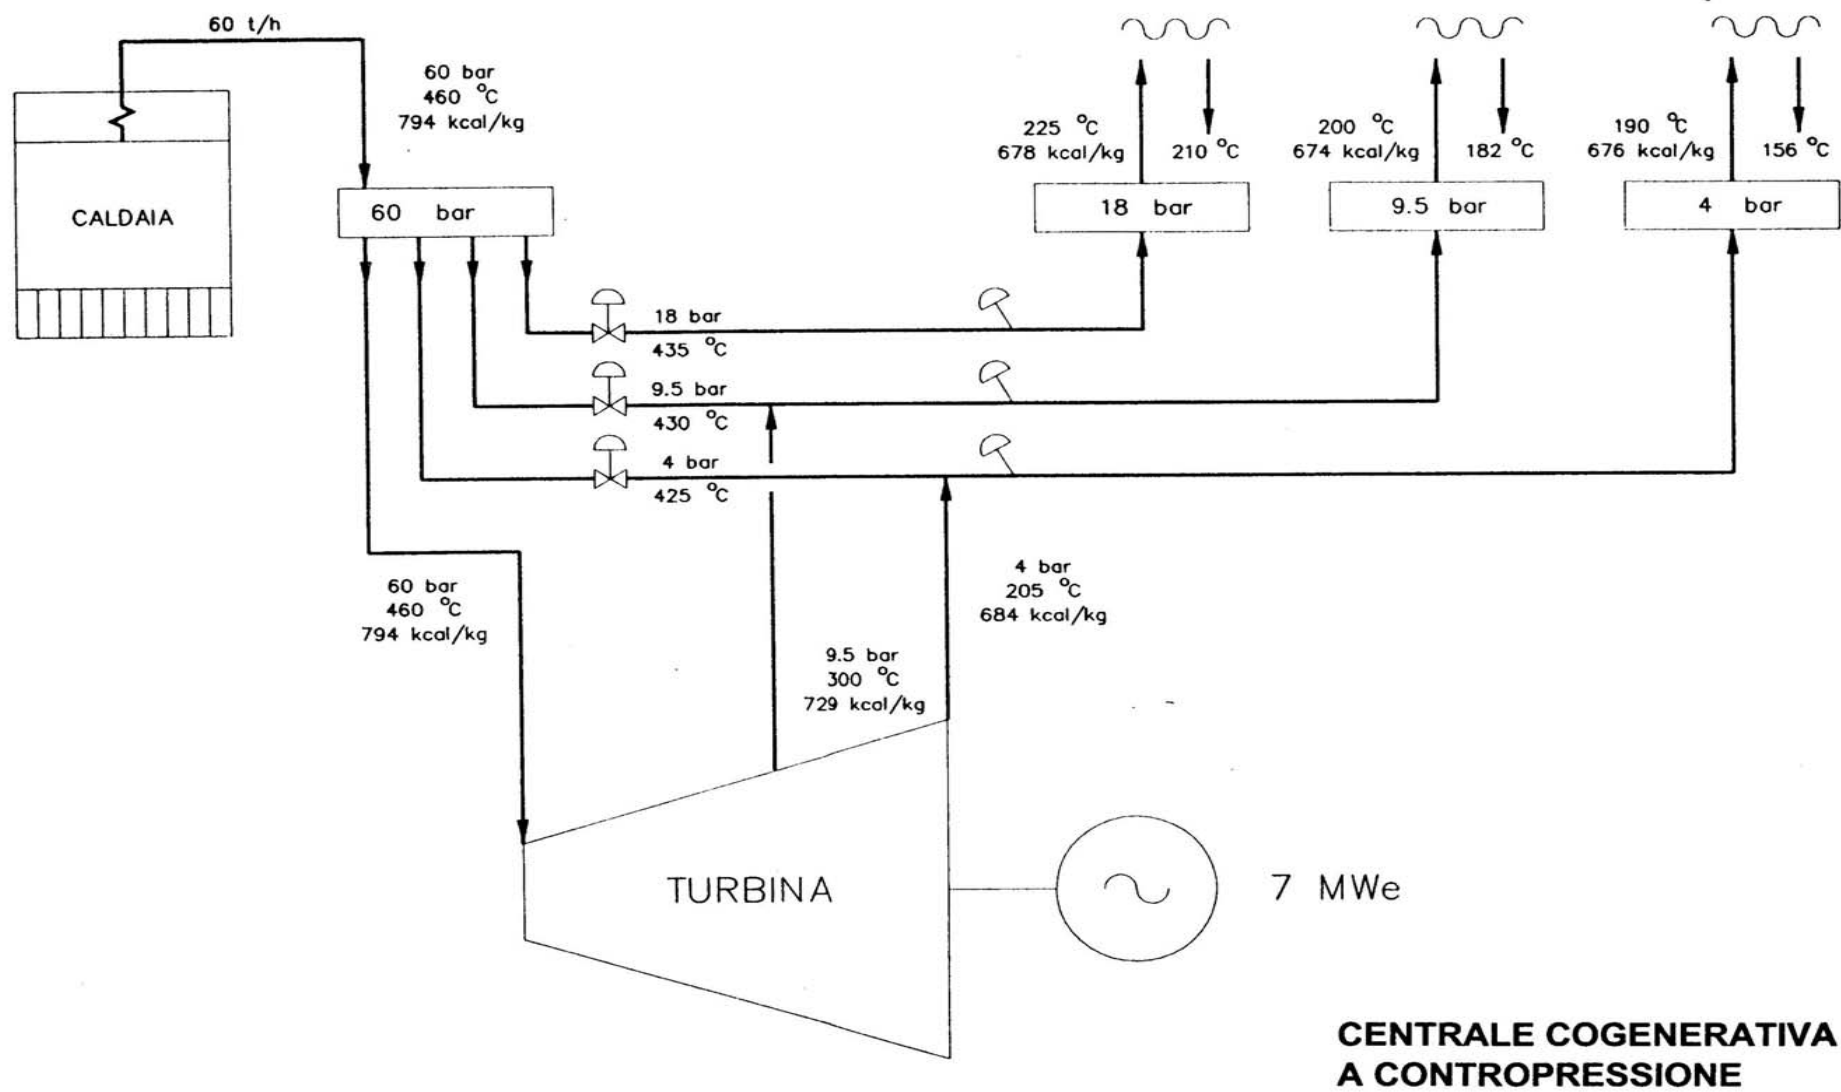 60 t/h
60 bar
460 °C
794 kcal/kg
CALDAIA
60 bar
225 °C
678 kcal/kg
210 °C
200 °C
674 kcal/kg
182 °C
190 °C
676 kcal/kg
156 °C
18 bar
9.5 bar
4 bar
18 bar
435 °C
9.5 bar
430 °C
4 bar
425 °C
60 bar
460 °C
794 kcal/kg
4 bar
205 °C
684 kcal/kg
9.5 bar
300 °C
729 kcal/kg
TURBINA
7 MWe
CENTRALE COGENERATIVA
A CONTROPRESSIONE